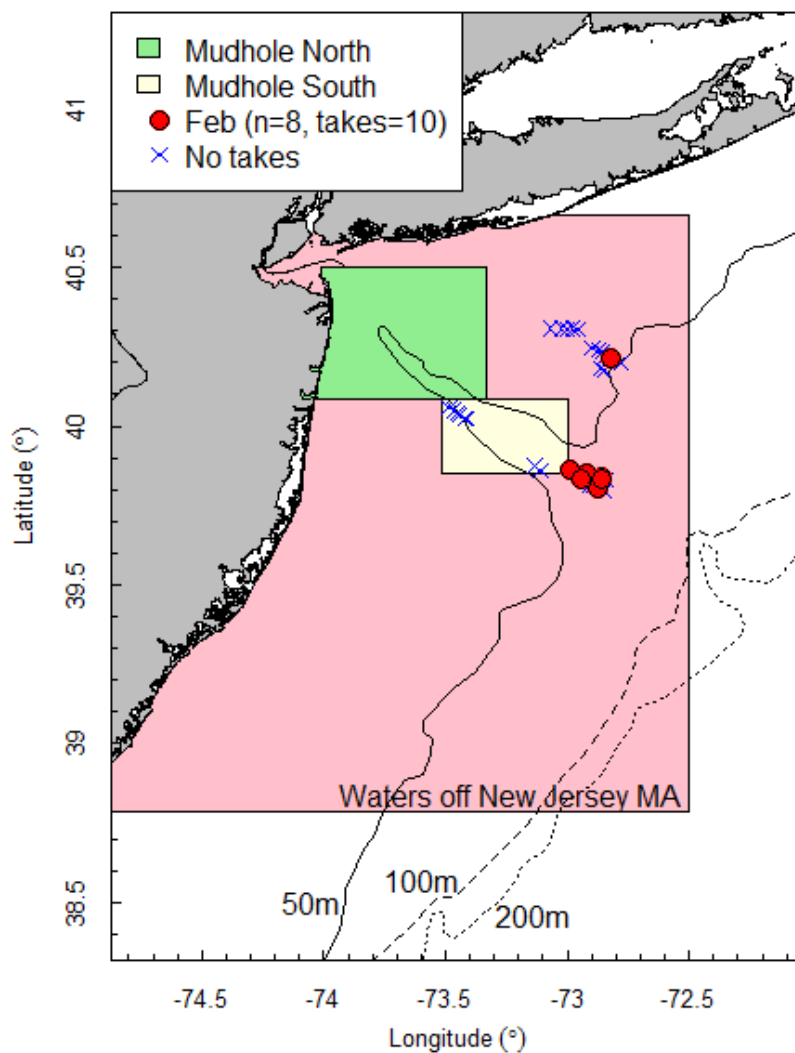 Mudhole North
Mudhole South
Feb (n=8, takes=10)
No takes
41
40.5
40
39.5
39
38.5
Latitude (°)
Waters off New Jersey MA
50m
100m
200m
-74.5
-74
-73.5
-73
-72.5
Longitude (°)